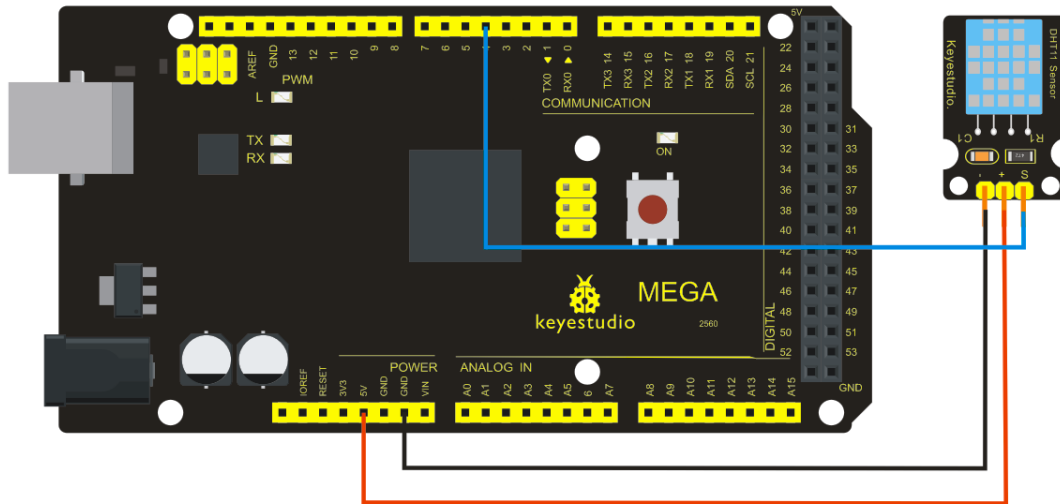 5V
AREF
GND
13
12
11
10
9
8
7
6
5
4
3
2
1
0
TX0
RX0
TX3 14
RX3 15
TX2 16
RX2 17
TX1 18
RX1 19
SDA 20
SCL 21
PWM
COMMUNICATION
L
TX
RX
ON
22
24
26
28
30 31
32 33
34 35
36 37
38 39
40 41
42 43
44 45
46 47
48 49
50 51
52 53
GND
DIGITAL
keyestudio
MEGA
2560
POWER
ANALOG IN
IOREF
RESET
3V3
5V
GND
GND
VIN
A0
A1
A2
A3
A4
A5
6
A7
A8
A9
A10
A11
A12
A13
A14
A15
Keyestudio.
DHT11 Sensor
C1
R1
-
+
S